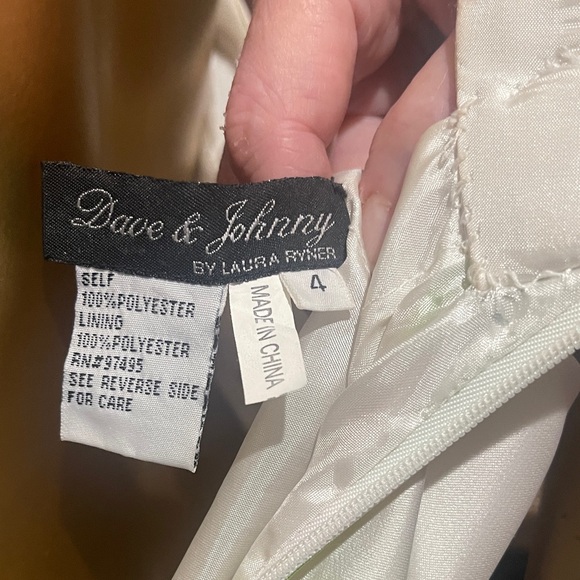 Dave & Johnny
BY LAURA RYNER
4
MADE IN CHINA
SELF
100%POLYESTER
LINING
100%POLYESTER
RN#97495
SEE REVERSE SIDE
FOR CARE